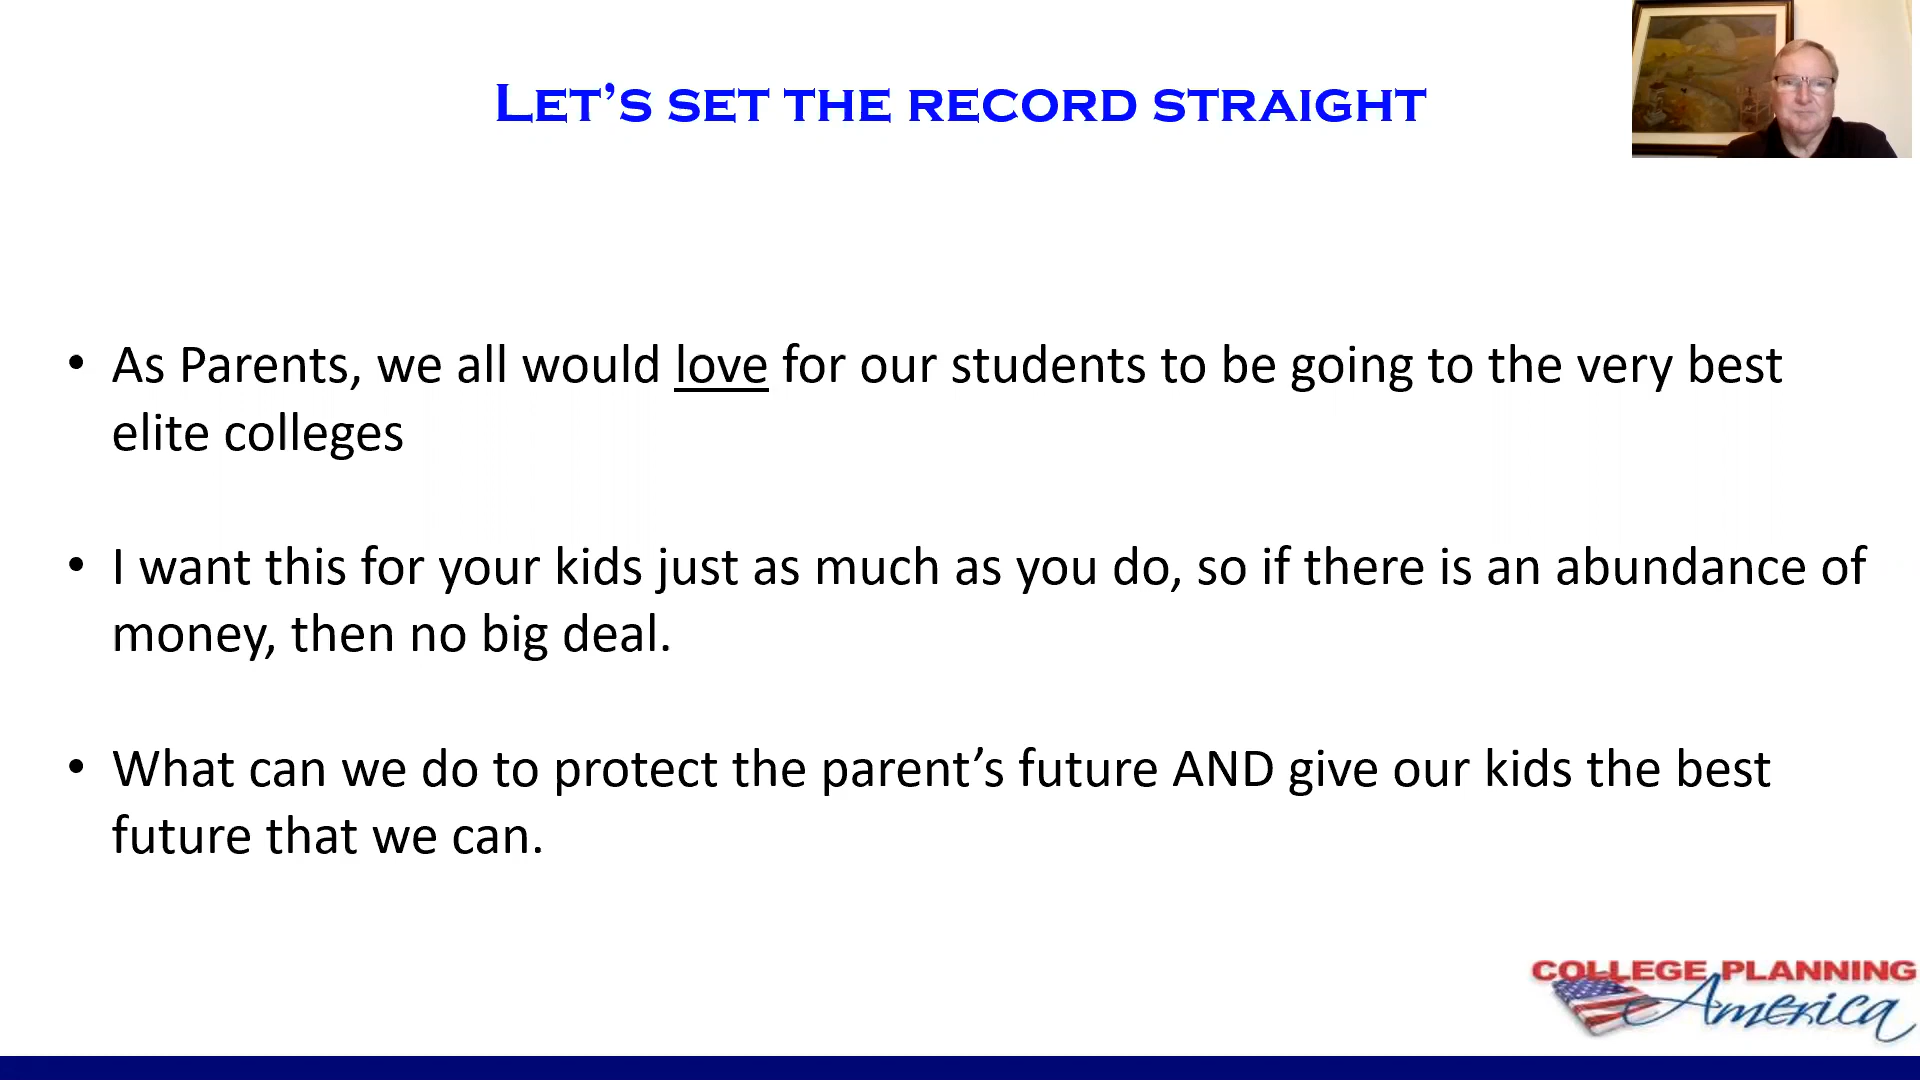 LET’S SET THE RECORD STRAIGHT
• As Parents, we all would love for our students to be going to the very best
elite colleges
• I want this for your kids just as much as you do, so if there is an abundance of
money, then no big deal.
• What can we do to protect the parent’s future AND give our kids the best
future that we can.
COLLEGE PLANNING
America